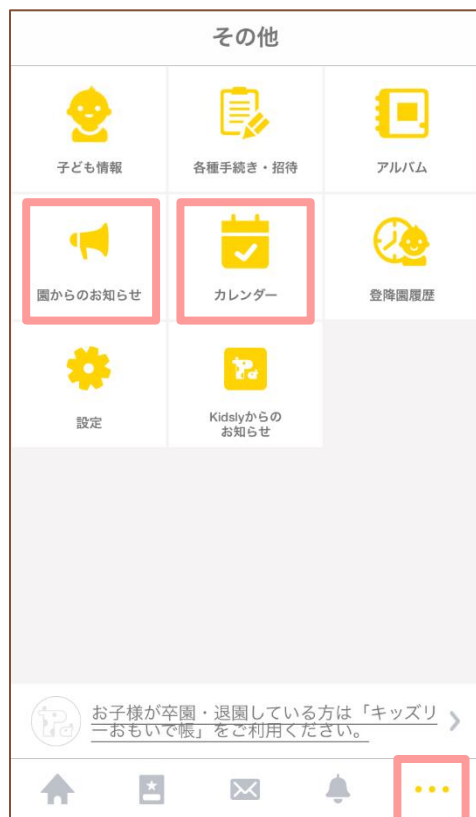 その他
子ども情報
各種手続き・招待
アルバム
園からのお知らせ
カレンダー
登降園履歴
設定
Kidslyからの
お知らせ
お子様が卒園・退園している方は「キッズリ
ーおもいで帳」をご利用ください。